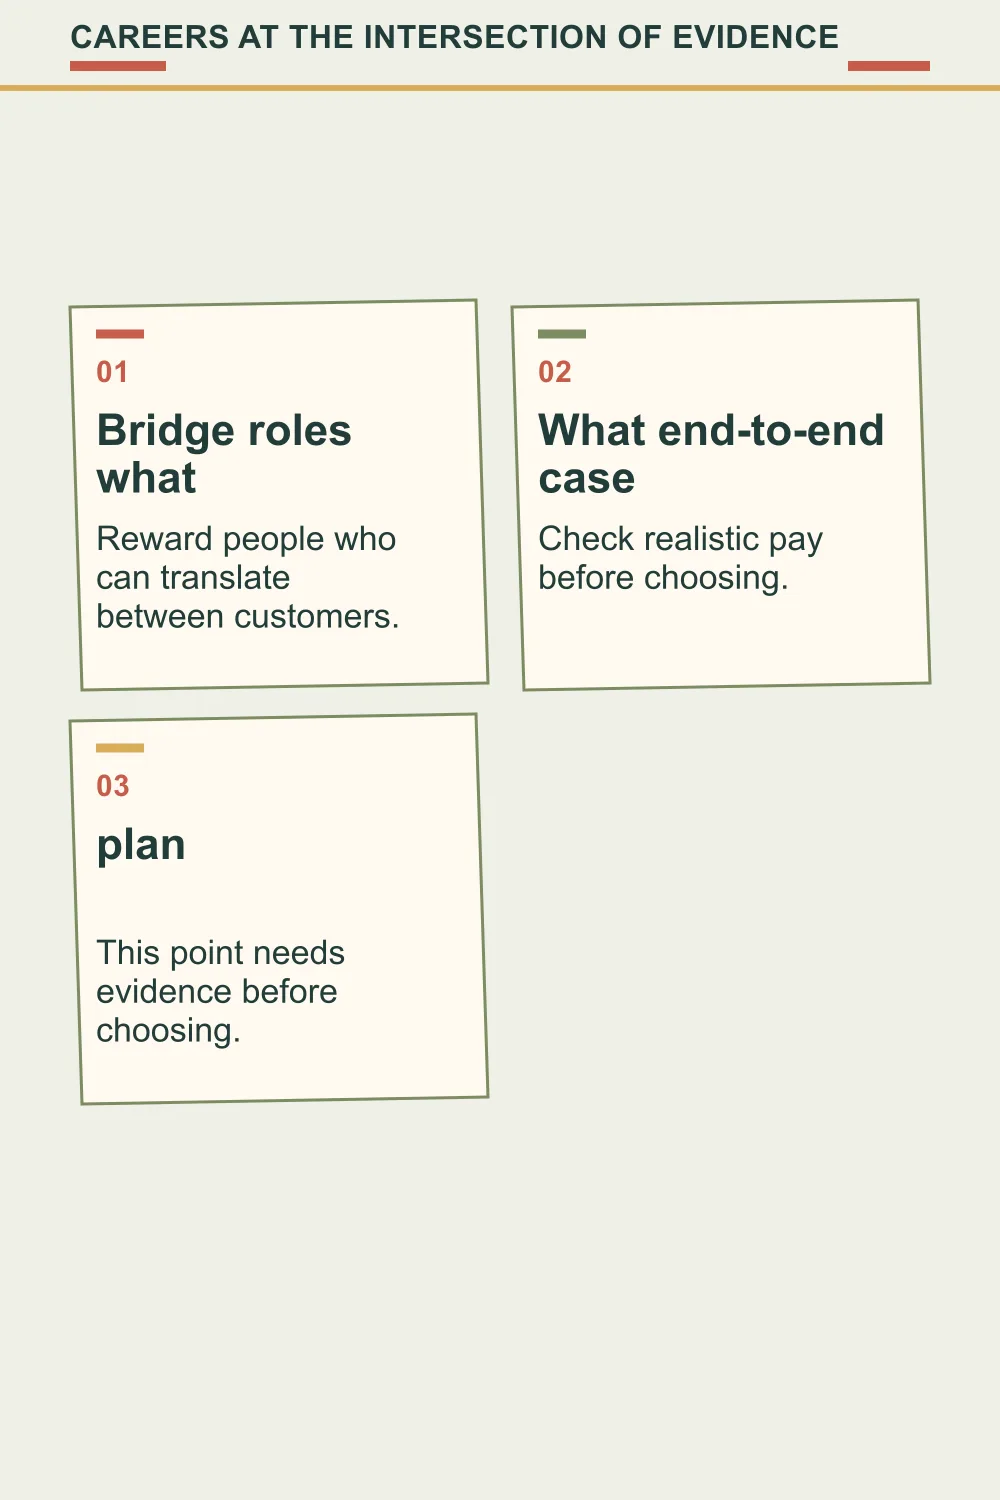 CAREERS AT THE INTERSECTION OF EVIDENCE
01
Bridge roles
what
Reward people who
can translate
between customers.
02
What end-to-end
case
Check realistic pay
before choosing.
03
plan
This point needs
evidence before
choosing.